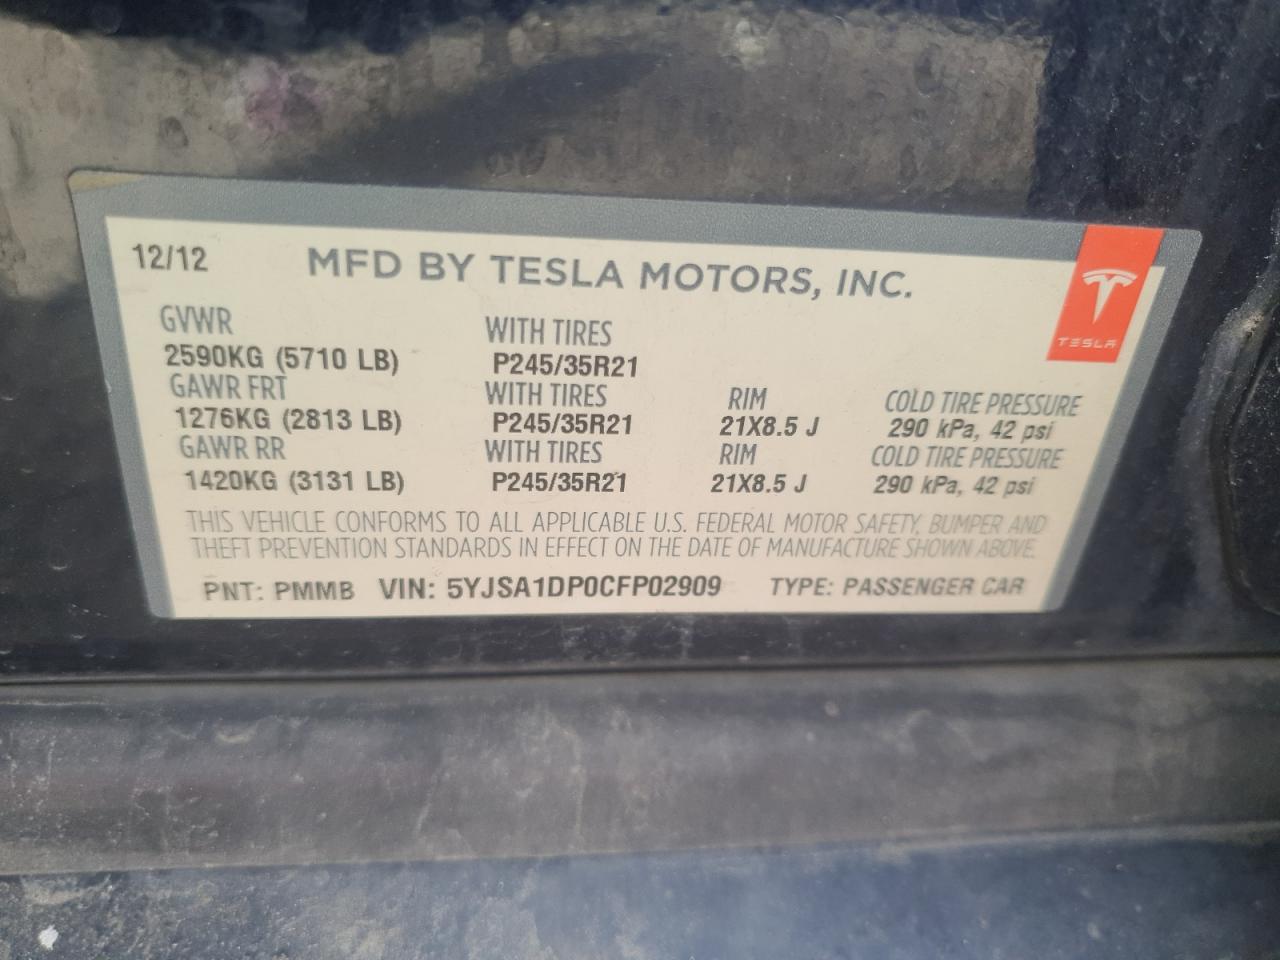 12/12 MFD BY TESLA MOTORS, INC.
TESLA
GVWR WITH TIRES
2590KG (5710 LB) P245/35R21
GAWR FRT WITH TIRES RIM COLD TIRE PRESSURE
1276KG (2813 LB) P245/35R21 21X8.5 J 290 kPa, 42 psi
GAWR RR WITH TIRES RIM COLD TIRE PRESSURE
1420KG (3131 LB) P245/35R21 21X8.5 J 290 kPa, 42 psi
THIS VEHICLE CONFORMS TO ALL APPLICABLE U.S. FEDERAL MOTOR SAFETY, BUMPER AND
THEFT PREVENTION STANDARDS IN EFFECT ON THE DATE OF MANUFACTURE SHOWN ABOVE.
PNT: PMMB VIN: 5YJSA1DP0CFP02909 TYPE: PASSENGER CAR